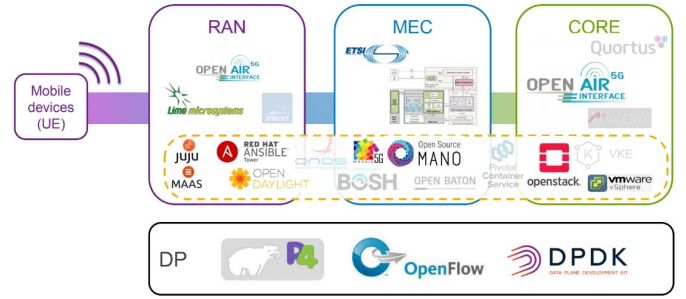 RAN
MEC
CORE
Mobile
devices
(UE)
OPEN AIR 5G
INTERFACE
Lime microsystems
SPIRENT
ETSI
Quortus
OPEN AIR 5G
INTERFACE
JUJU
MAAS
RED HAT
ANSIBLE
Tower
OPEN
DAYLIGHT
onos
5G
Open Source
MANO
BOSH
OPEN BATON
Pivotal
Container
Service
openstack.
K
VKE
vmware
vSphere
DP
P4
OpenFlow
DPDK
DATA PLANE DEVELOPMENT KIT